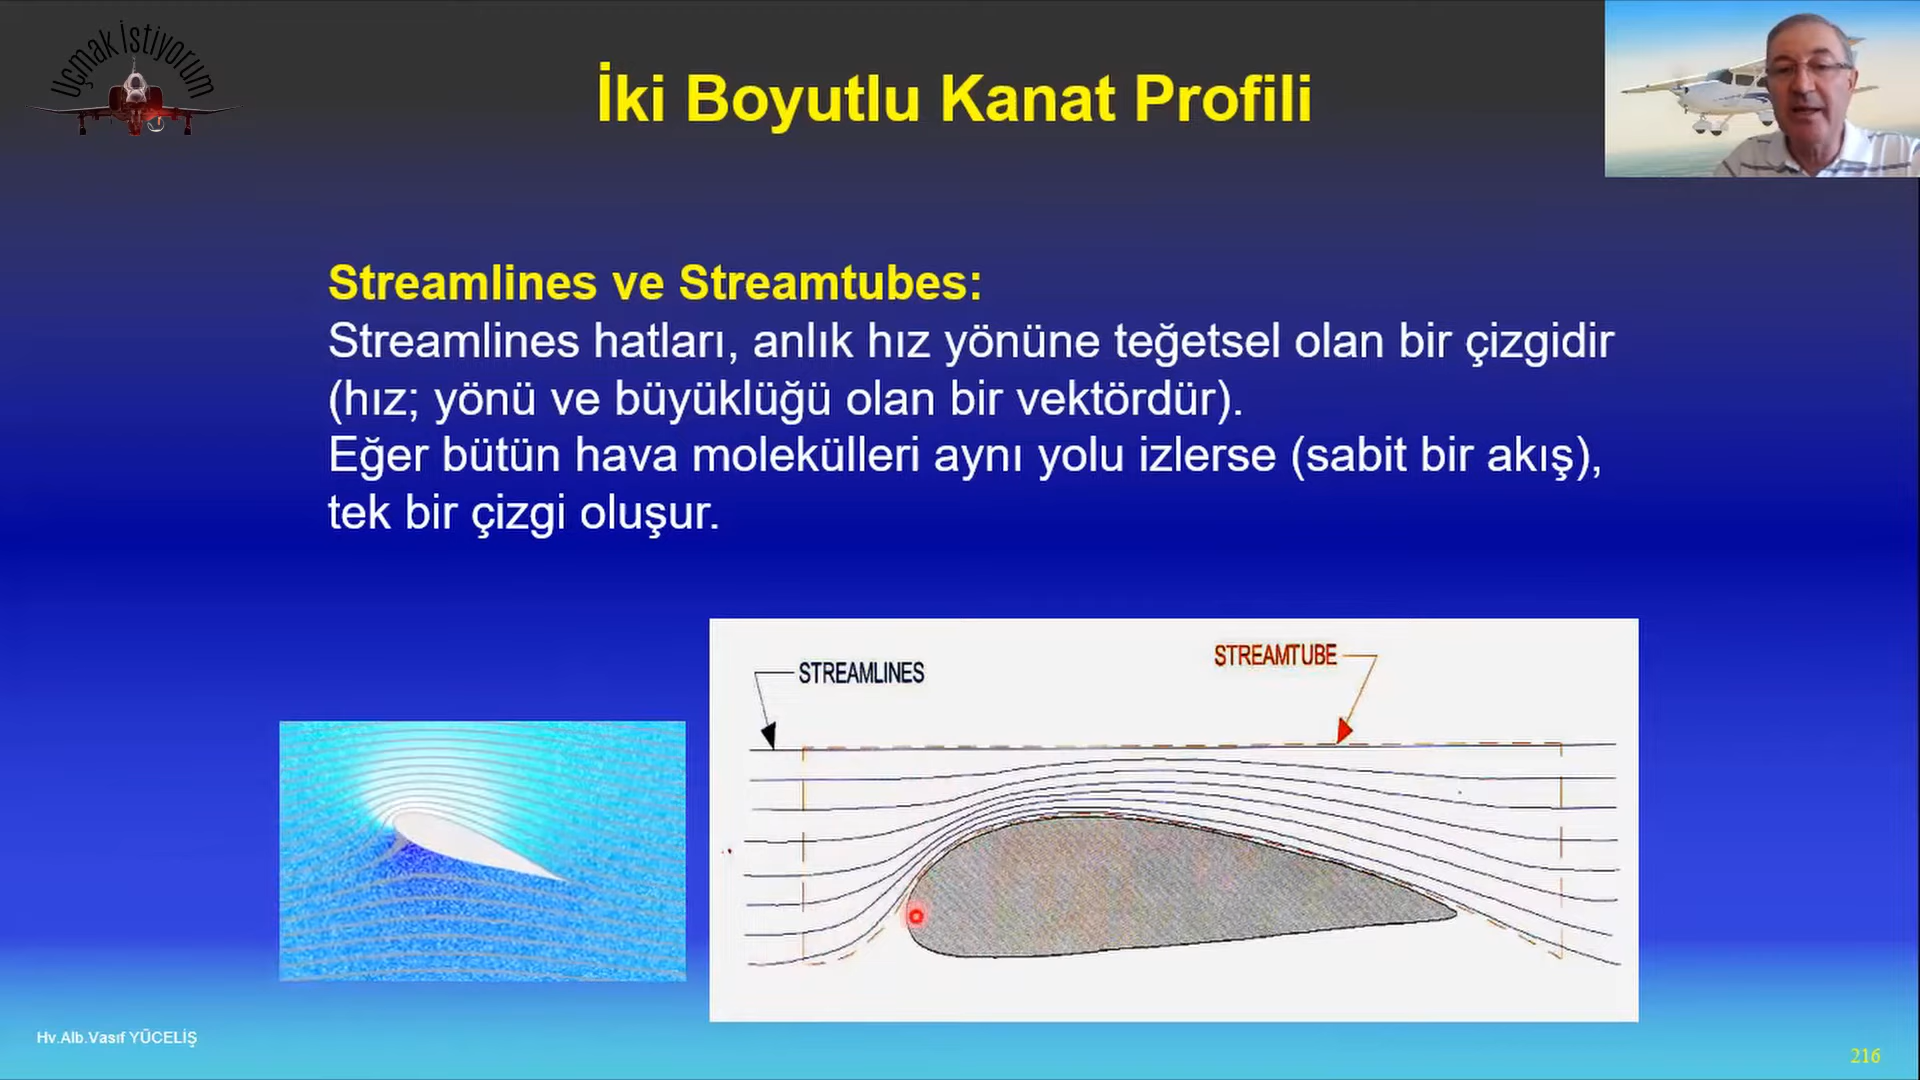 Uçmak İstiyorum
İki Boyutlu Kanat Profili
Streamlines ve Streamtubes:
Streamlines hatları, anlık hız yönüne teğetsel olan bir çizgidir
(hız; yönü ve büyüklüğü olan bir vektördür).
Eğer bütün hava molekülleri aynı yolu izlerse (sabit bir akış),
tek bir çizgi oluşur.
STREAMLINES
STREAMTUBE
Hv.Alb.Vasıf YÜCELİŞ
216